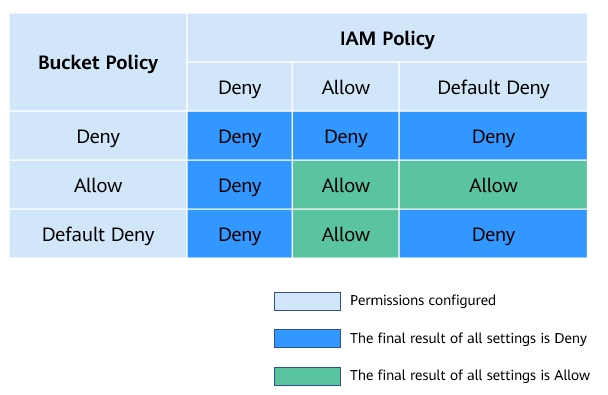 Bucket Policy
IAM Policy
Deny Allow Default Deny
Deny Deny Deny Deny
Allow Deny Allow Allow
Default Deny Deny Allow Deny
Permissions configured
The final result of all settings is Deny
The final result of all settings is Allow